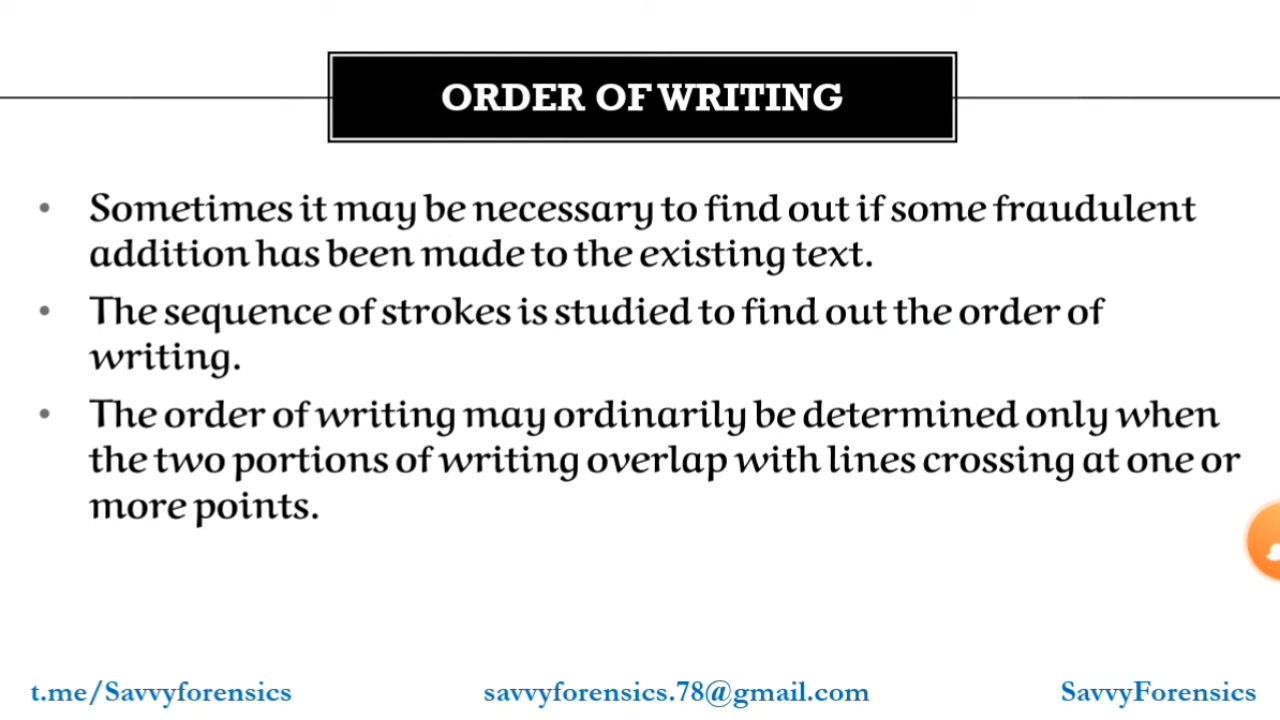 ORDER OF WRITING
• Sometimes it may be necessary to find out if some fraudulent
addition has been made to the existing text.
• The sequence of strokes is studied to find out the order of
writing.
• The order of writing may ordinarily be determined only when
the two portions of writing overlap with lines crossing at one or
more points.
t.me/Savvyforensics savvyforensics.78@gmail.com SavvyForensics